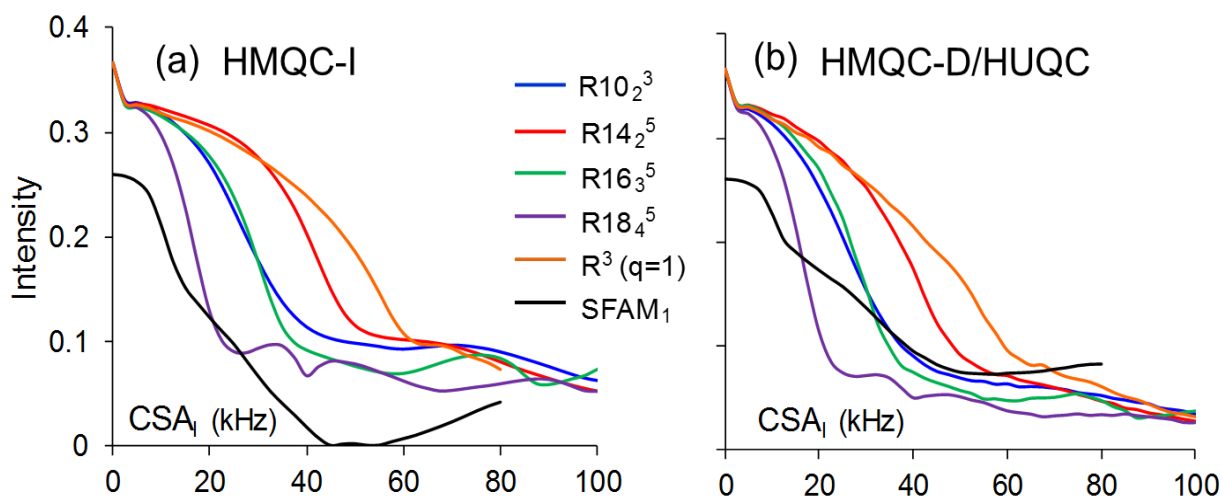 (a) HMQC-I
(b) HMQC-D/HUQC
Intensity
0.4
0.3
0.2
0.1
0
R10₂³
R14₂⁵
R16₃⁵
R18₄⁵
R³ (q=1)
SFAM₁
CSA_I (kHz)
0 20 40 60 80 100
CSA_I (kHz)
0 20 40 60 80 100